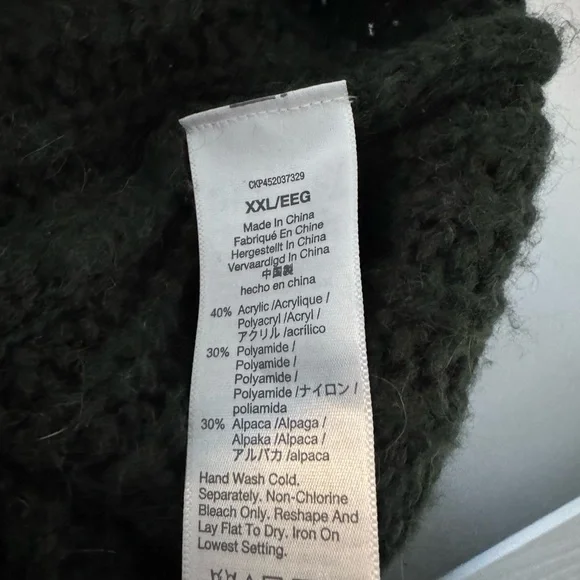 CKP452037329
XXL/EEG
Made In China
Fabriqué En Chine
Hergestellt In China
Vervaardigd In China
中国製
hecho en china
40% Acrylic /Acrylique /
Polyacryl /Acryl /
アクリル /acrílico
30% Polyamide /
Polyamide /
Polyamide /
Polyamide /ナイロン /
poliamida
30% Alpaca /Alpaga /
Alpaka /Alpaca /
アルパカ /alpaca
Hand Wash Cold.
Separately. Non-Chlorine
Bleach Only. Reshape And
Lay Flat To Dry. Iron On
Lowest Setting.